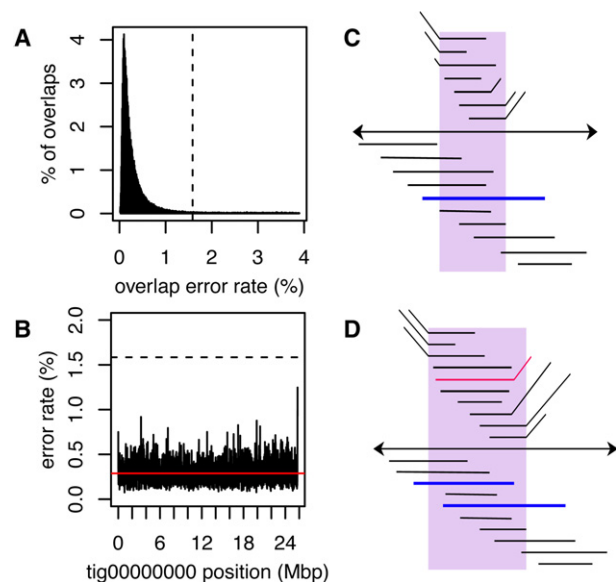 A
% of overlaps
4
3
2
1
0
0 1 2 3 4
overlap error rate (%)
B
error rate (%)
2.0
1.5
1.0
0.5
0.0
0 6 12 18 24
tig00000000 position (Mbp)
C
D